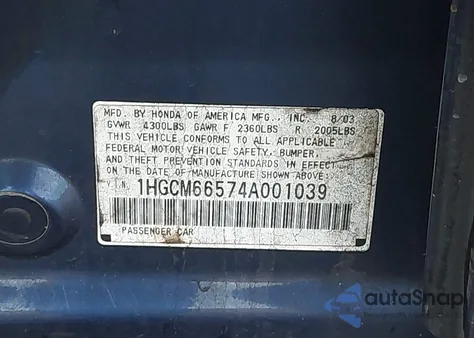 MFD. BY HONDA OF AMERICA MFG., INC. 8/03
GVWR 4300LBS GAWR F 2360LBS R 2005LBS
THIS VEHICLE CONFORMS TO ALL APPLICABLE
FEDERAL MOTOR VEHICLE SAFETY, BUMPER,
AND THEFT PREVENTION STANDARDS IN EFFECT
ON THE DATE OF MANUFACTURE SHOWN ABOVE.
V.I.N. 1HGCM66574A001039
PASSENGER CAR
autoSnap